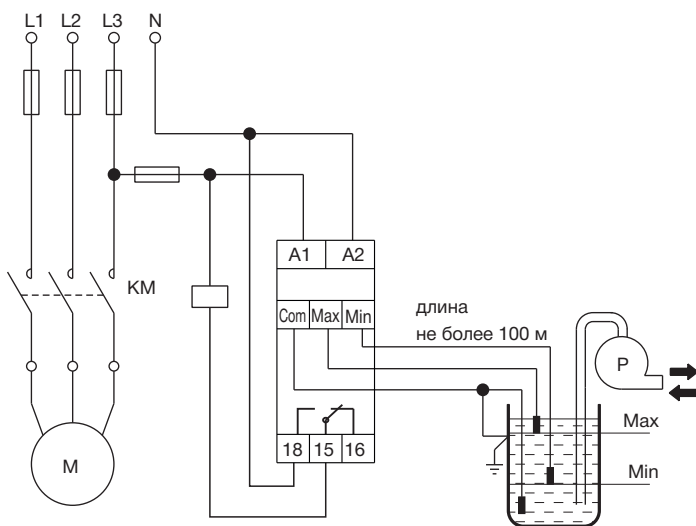 L1 L2 L3 N
A1 A2
KM
Com Max Min
длина
не более 100 м
P
Max
Min
M
18 15 16